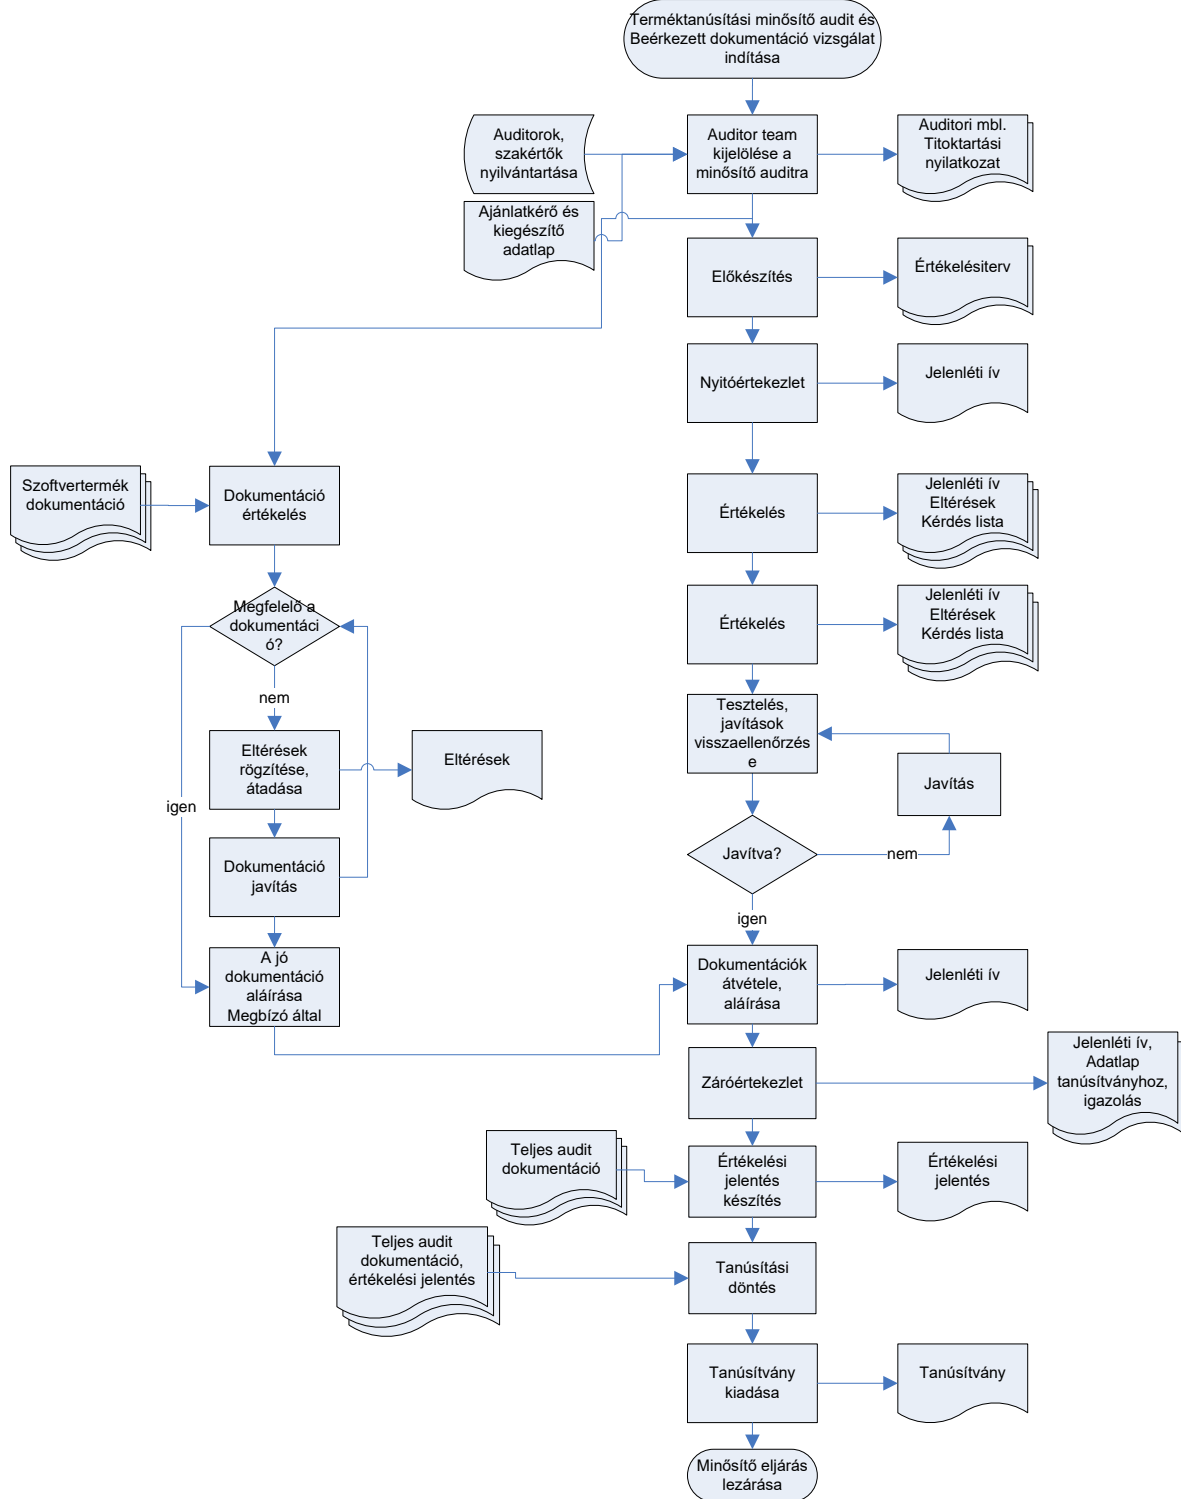 Terméktanúsítási minősítő audit és
Beérkezett dokumentáció vizsgálat
indítása
Auditorok,
szakértők
nyilvántartása
Auditor team
kijelölése a
minősítő auditra
Auditori mbl.
Titoktartási
nyilatkozat
Ajánlatkérő és
kiegészítő
adatlap
Előkészítés
Értékelésiterv
Nyitóértekezlet
Jelenléti ív
Szoftvertermék
dokumentáció
Dokumentáció
értékelés
Értékelés
Jelenléti ív
Eltérések
Kérdés lista
Megfelelő a
dokumentáci
ó?
Értékelés
Jelenléti ív
Eltérések
Kérdés lista
nem
Tesztelés,
javítások
visszaellenőrzés
e
Eltérések
rögzítése,
átadása
Eltérések
Javítás
igen
Dokumentáció
javítás
Javítva?
nem
igen
A jó
dokumentáció
aláírása
Megbízó által
Dokumentációk
átvétele,
aláírása
Jelenléti ív
Záróértekezlet
Jelenléti ív,
Adatlap
tanúsítványhoz,
igazolás
Teljes audit
dokumentáció
Értékelési
jelentés
készítés
Értékelési
jelentés
Teljes audit
dokumentáció,
értékelési jelentés
Tanúsítási
döntés
Tanúsítvány
kiadása
Tanúsítvány
Minősítő eljárás
lezárása